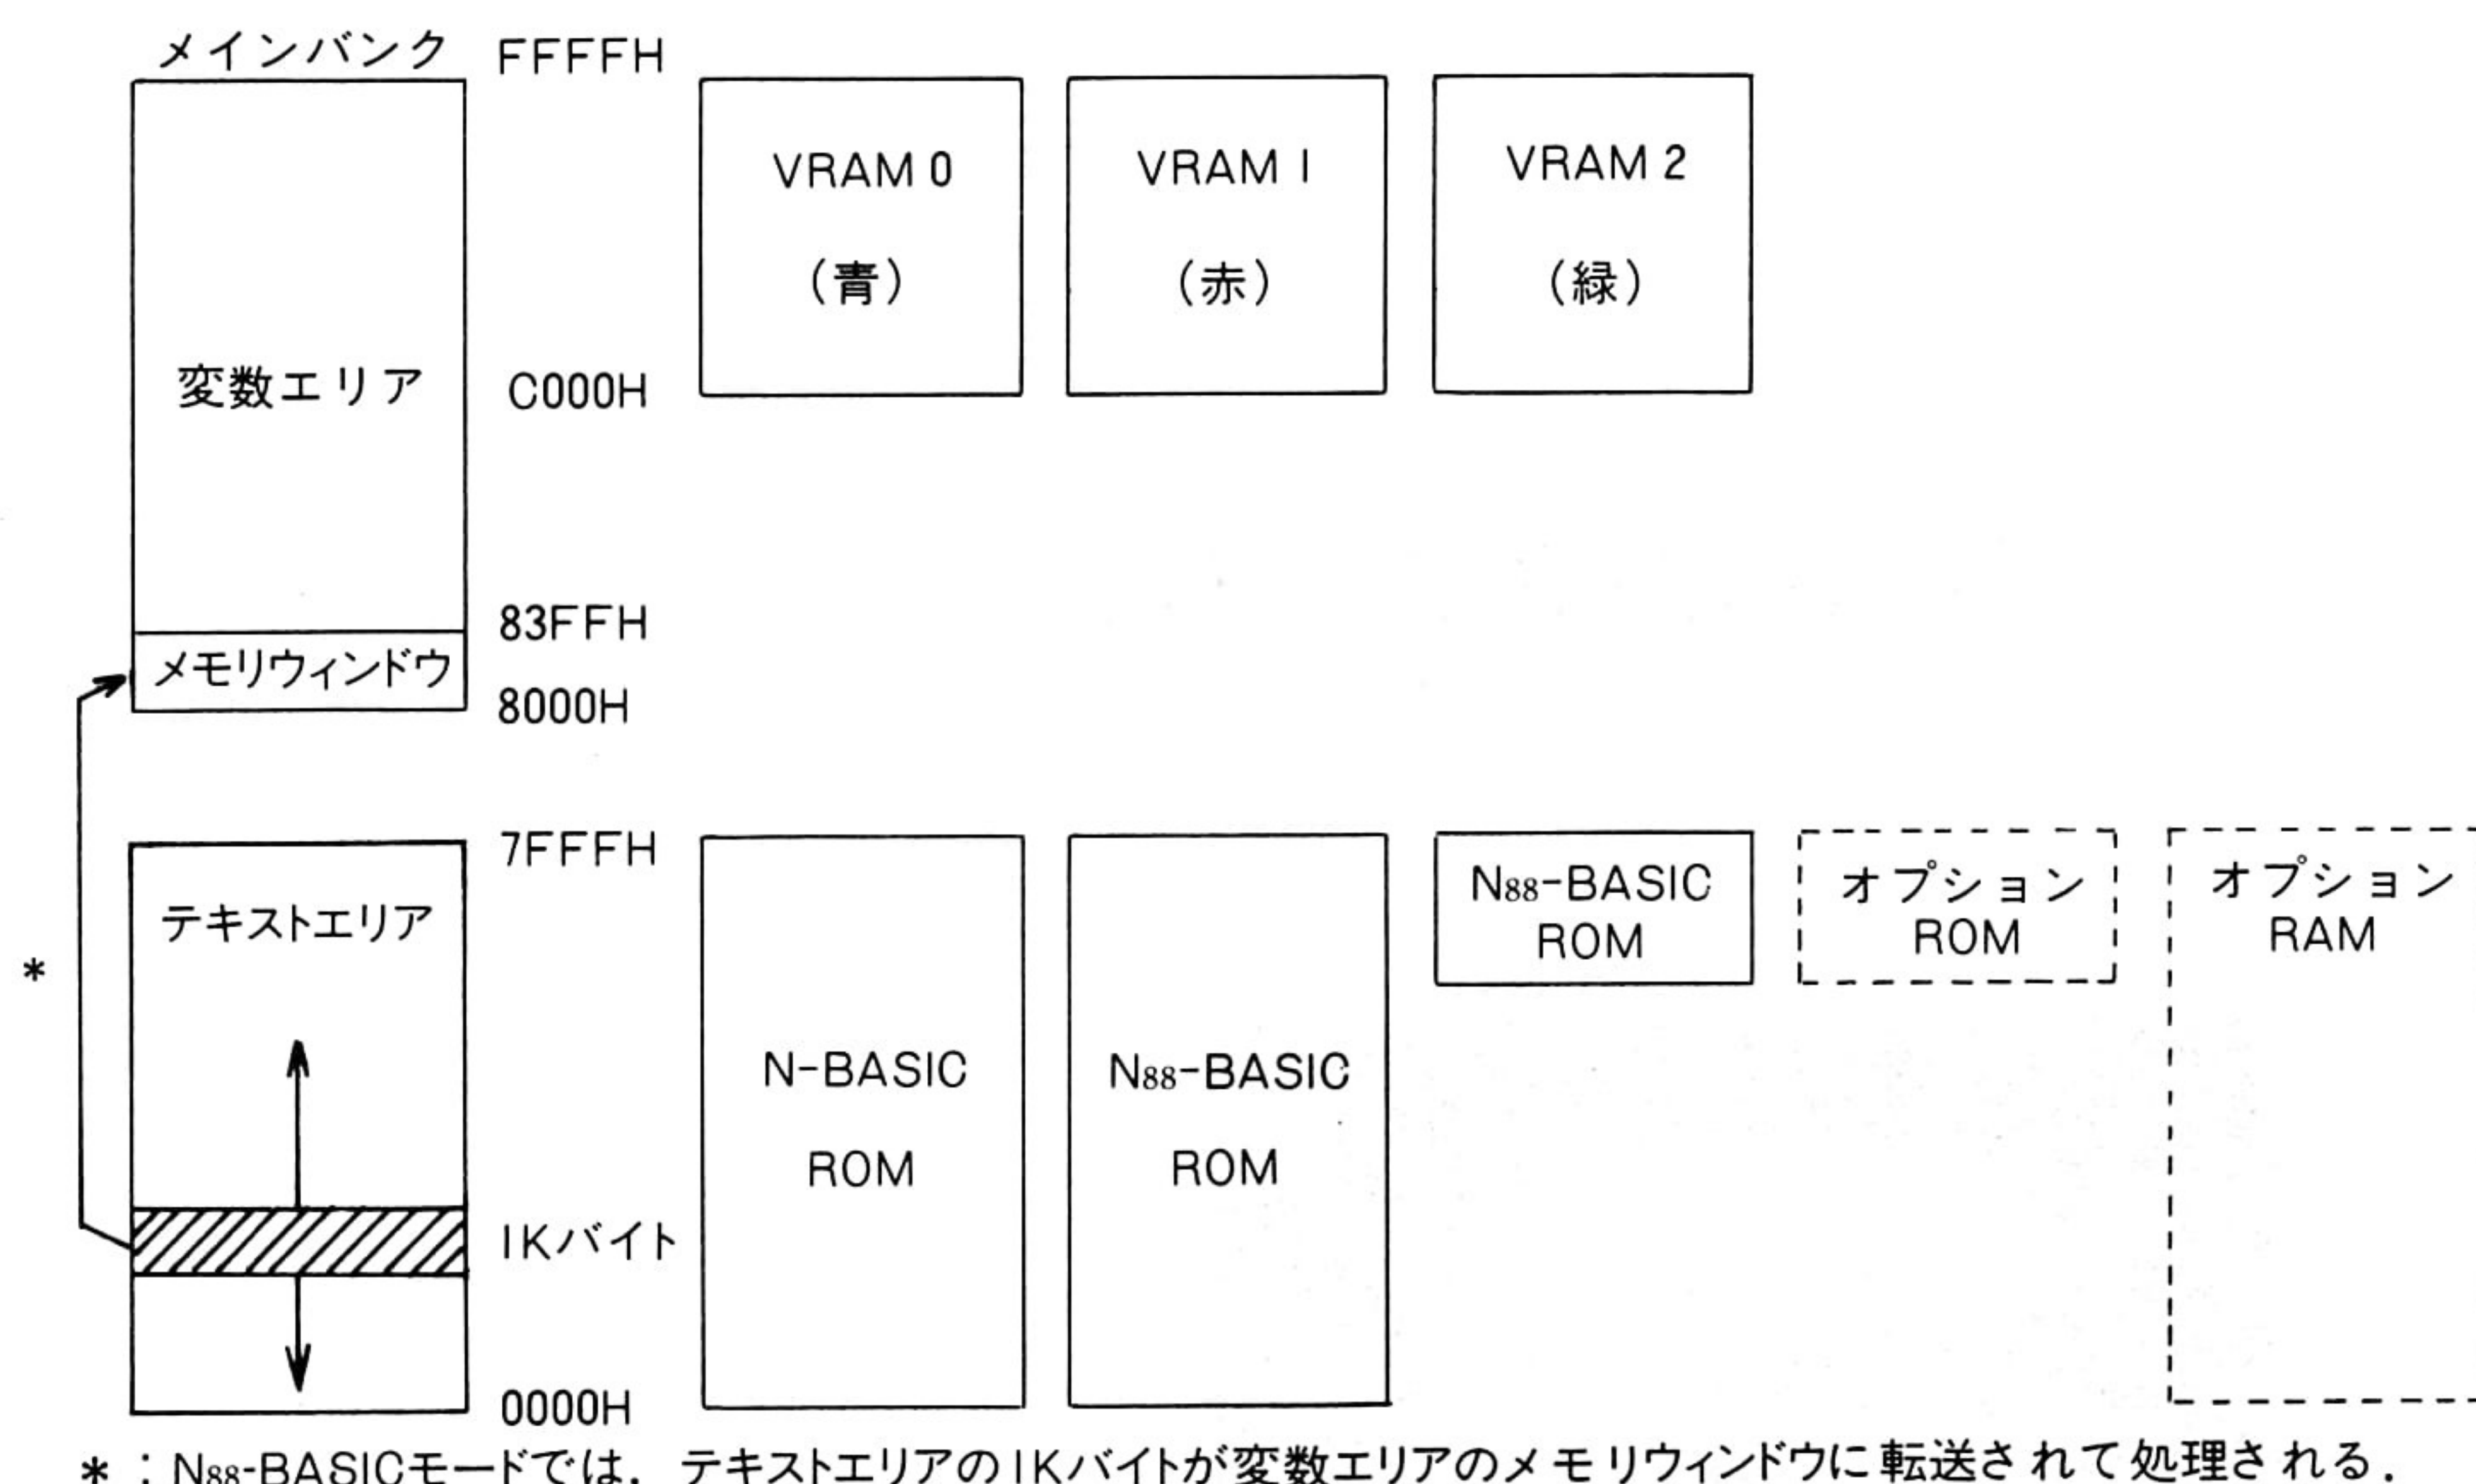 メインバンク FFFFH
VRAM 0
(青)
VRAM 1
(赤)
VRAM 2
(緑)
変数エリア
C000H
83FFH
メモリウィンドウ
8000H
7FFFH
テキストエリア
*
1Kバイト
0000H
N-BASIC
ROM
N88-BASIC
ROM
N88-BASIC
ROM
オプション
ROM
オプション
RAM
*：N88-BASICモードでは，テキストエリアの1Kバイトが変数エリアのメモリウィンドウに転送されて処理される．